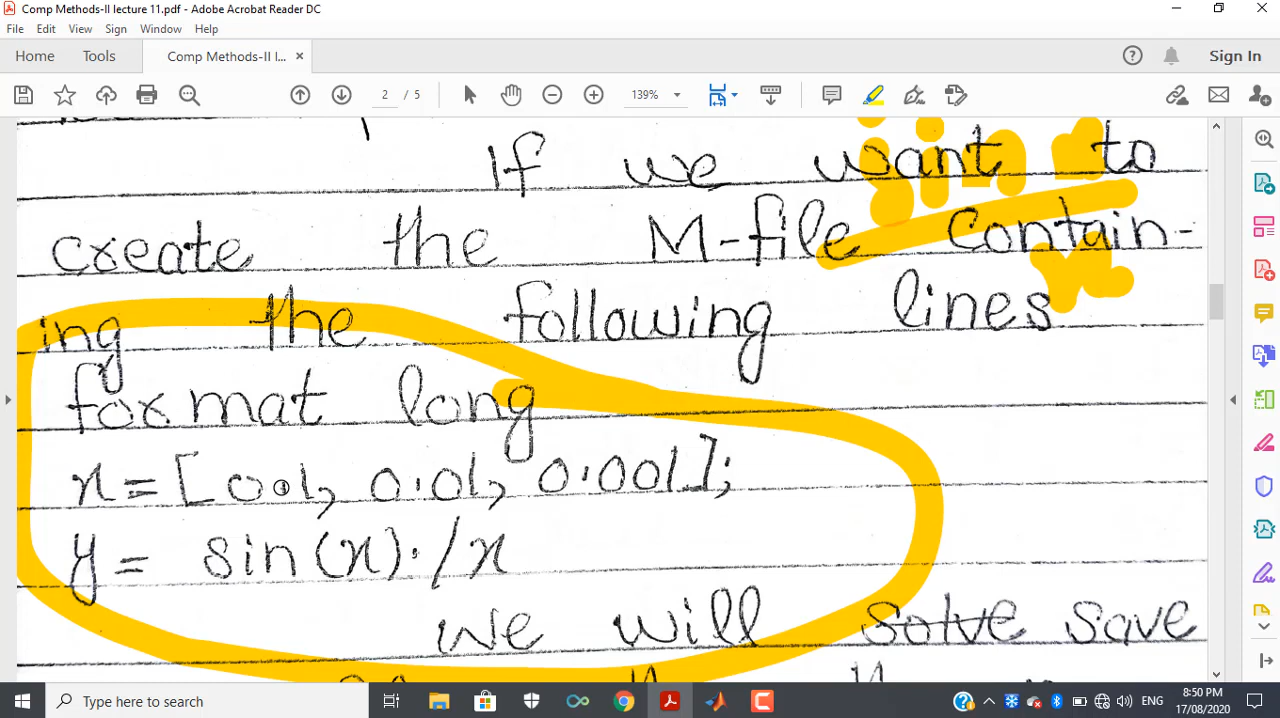 Comp Methods-II lecture 11.pdf - Adobe Acrobat Reader DC
File Edit View Sign Window Help
Home Tools Comp Methods-II l... × Sign In
2 / 5 139%
If we want to
create the M-file contain-
ing the following lines
format long
x=[0.01, 0.01, 0.001];
y= sin(x)./x
we will solve save
Type here to search
ENG
8:50 PM
17/08/2020